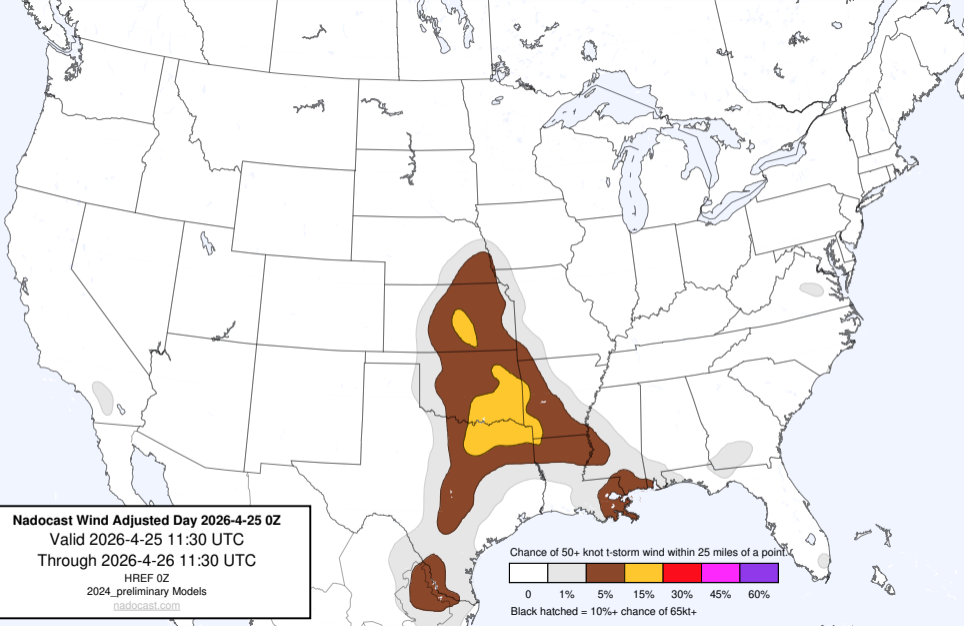 Nadocast Wind Adjusted Day 2026-4-25 0Z
Valid 2026-4-25 11:30 UTC
Through 2026-4-26 11:30 UTC
HREF 0Z
2024_preliminary Models
nadocast.com
Chance of 50+ knot t-storm wind within 25 miles of a point.
0 1% 5% 15% 30% 45% 60%
Black hatched = 10%+ chance of 65kt+